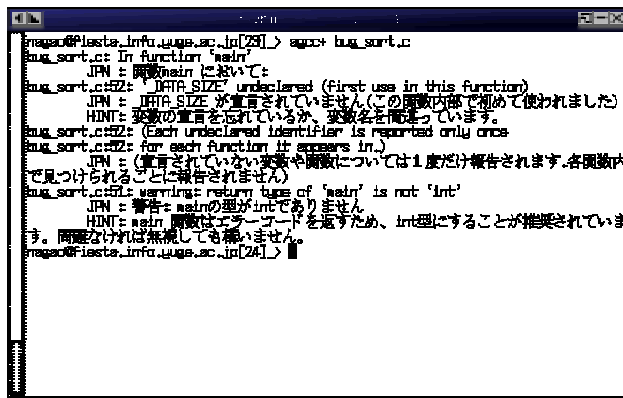 nagao@fiesta.info.yuge.ac.jp[23]_> agcc+ bug_sort.c
bug_sort.c: In function `main'
JPN : 関数main において:
bug_sort.c:52: `_DATA_SIZE' undeclared (first use in this function)
JPN : _DATA_SIZE が宣言されていません(この関数内部で初めて使われました)
HINT: 変数の宣言を忘れているか、変数名を間違っています。
bug_sort.c:52: (Each undeclared identifier is reported only once
bug_sort.c:52: for each function it appears in.)
JPN : (宣言されていない変数や関数については１度だけ報告されます.各関数内
で見つけられるごとに報告されません)
bug_sort.c:51: warning: return type of `main' is not `int'
JPN : 警告: mainの型がintでありません
HINT: main 関数はエラーコードを返すため、int型にすることが推奨されていま
す。 問題なければ無視しても構いません。
nagao@fiesta.info.yuge.ac.jp[24]_>